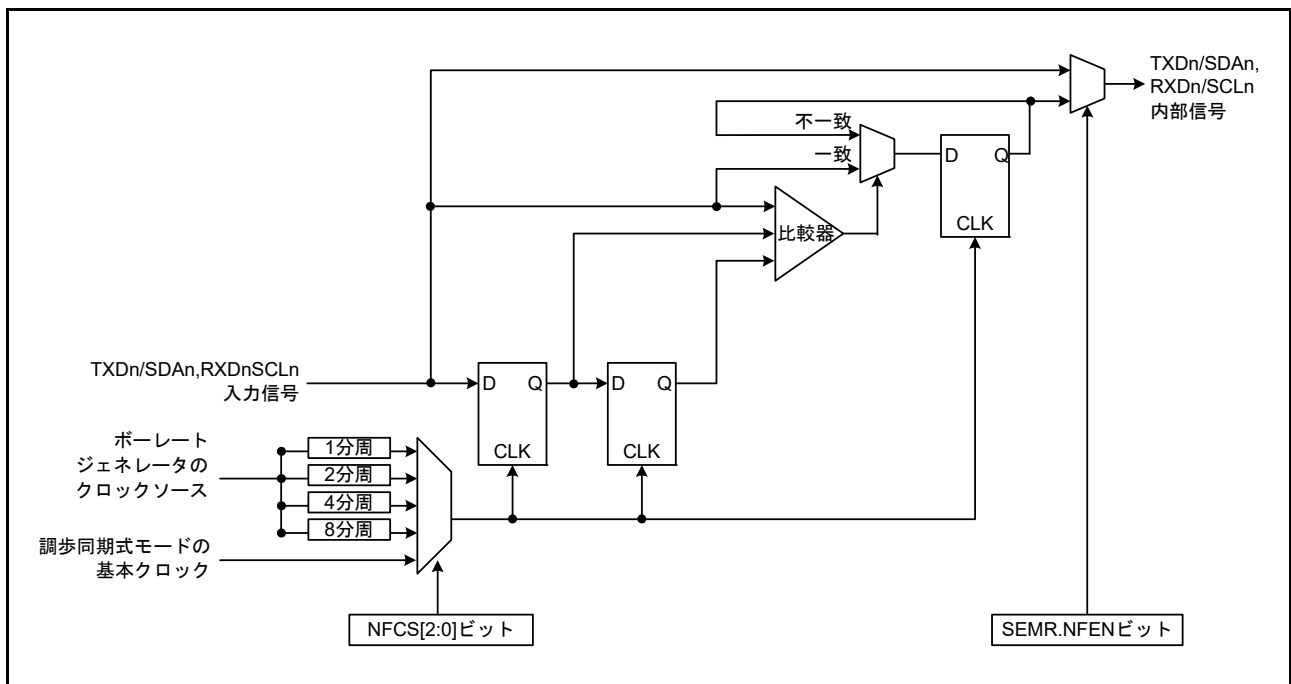 TXDn/SDAn,
RXDn/SCLn
内部信号
不一致
一致
D
Q
CLK
比較器
TXDn/SDAn,RXDnSCLn
入力信号
D
Q
CLK
D
Q
CLK
ボーレート
ジェネレータの
クロックソース
1分周
2分周
4分周
8分周
調歩同期式モードの
基本クロック
NFCS[2:0]ビット
SEMR.NFENビット